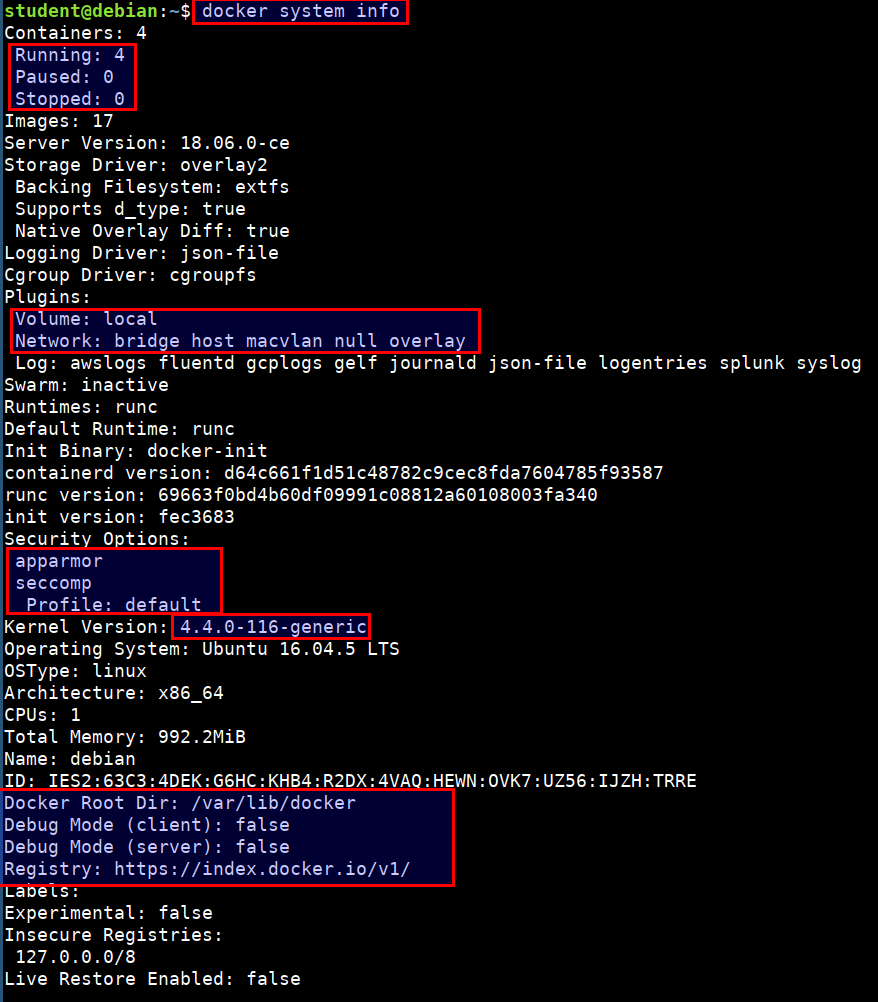 student@debian:~$ docker system info
Containers: 4
 Running: 4
 Paused: 0
 Stopped: 0
Images: 17
Server Version: 18.06.0-ce
Storage Driver: overlay2
 Backing Filesystem: extfs
 Supports d_type: true
 Native Overlay Diff: true
Logging Driver: json-file
Cgroup Driver: cgroupfs
Plugins:
 Volume: local
 Network: bridge host macvlan null overlay
 Log: awslogs fluentd gcplogs gelf journald json-file logentries splunk syslog
Swarm: inactive
Runtimes: runc
Default Runtime: runc
Init Binary: docker-init
containerd version: d64c661f1d51c48782c9cec8fda7604785f93587
runc version: 69663f0bd4b60df09991c08812a60108003fa340
init version: fec3683
Security Options:
 apparmor
 seccomp
  Profile: default
Kernel Version: 4.4.0-116-generic
Operating System: Ubuntu 16.04.5 LTS
OSType: linux
Architecture: x86_64
CPUs: 1
Total Memory: 992.2MiB
Name: debian
ID: IES2:63C3:4DEK:G6HC:KHB4:R2DX:4VAQ:HEWN:OVK7:UZ56:IJZH:TRRE
Docker Root Dir: /var/lib/docker
Debug Mode (client): false
Debug Mode (server): false
Registry: https://index.docker.io/v1/
Labels:
Experimental: false
Insecure Registries:
 127.0.0.0/8
Live Restore Enabled: false